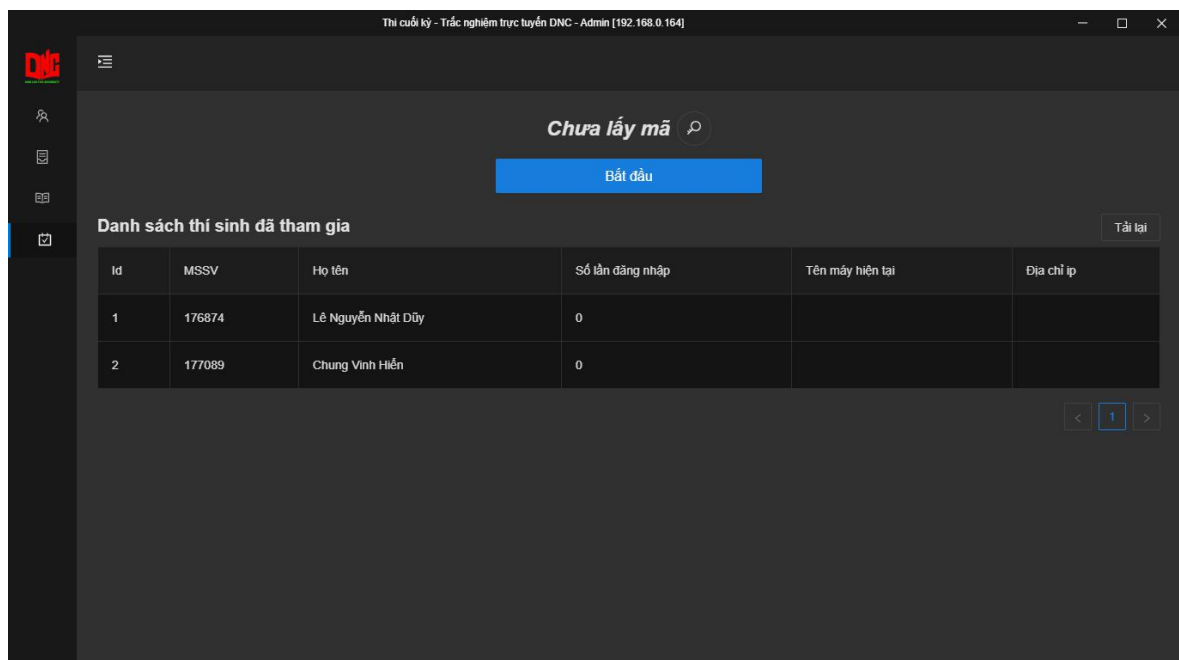 Thi cuối kỳ - Trắc nghiệm trực tuyến DNC - Admin [192.168.0.164]
DNC
Chưa lấy mã
Bắt đầu
Danh sách thí sinh đã tham gia
Tải lại
Id MSSV Họ tên Số lần đăng nhập Tên máy hiện tại Địa chỉ ip
1 176874 Lê Nguyễn Nhật Dũy 0
2 177089 Chung Vinh Hiển 0
< 1 >